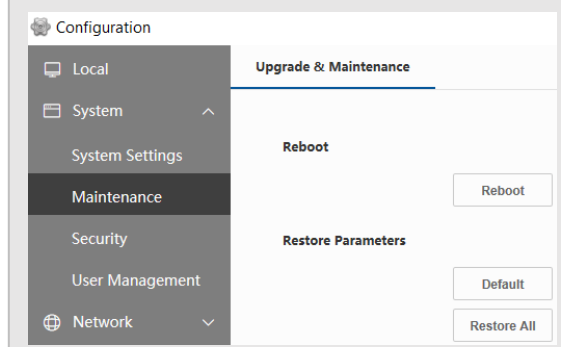 Configuration
Local
Upgrade & Maintenance
System
System Settings
Reboot
Maintenance
Reboot
Security
Restore Parameters
User Management
Default
Network
Restore All